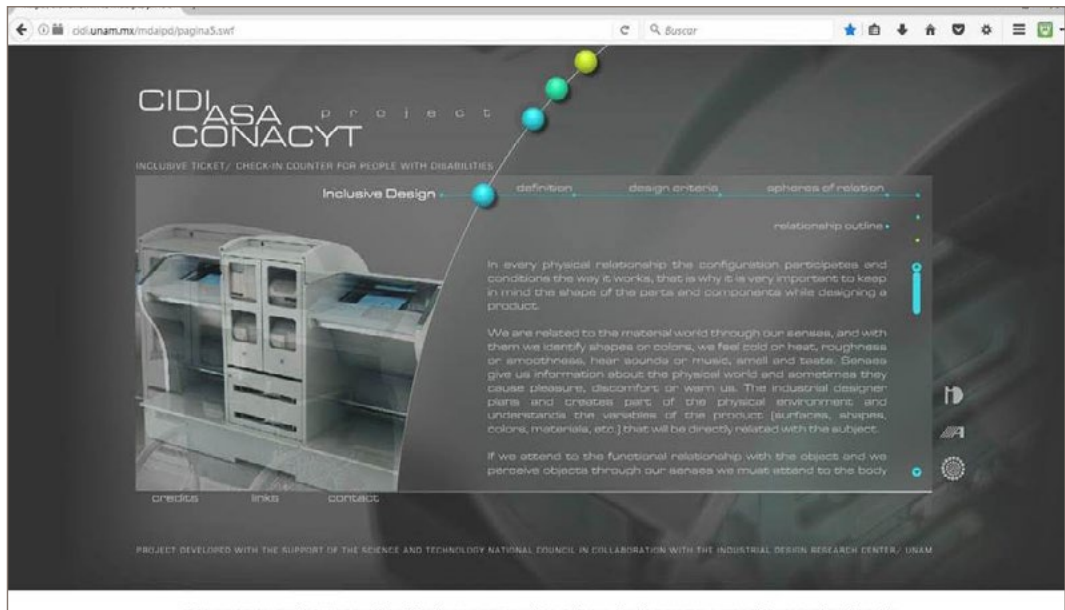 cidi.unam.mx/mdaipd/pagina5.swf
Buscar
CIDI
ASA project
CONACYT
INCLUSIVE TICKET/ CHECK-IN COUNTER FOR PEOPLE WITH DISABILITIES
Inclusive Design
definition
design criteria
spheres of relation
relationship outline
In every physical relationship the configuration participates and
conditions the way it works, that is why it is very important to keep
in mind the shape of the parts and components while designing a
product.
We are related to the material world through our senses, and with
them we identify shapes or colors, we feel cold or heat, roughness
or smoothness, hear sounds or music, smell and taste. Senses
give us information about the physical world and sometimes they
cause pleasure, discomfort or warn us. The industrial designer
plans and creates part of the physical environment and
understands the variables of the product (surfaces, shapes,
colors, materials, etc.) that will be directly related with the subject.
If we attend to the functional relationship with the object and we
perceive objects through our senses we must attend to the body
credits
links
contact
PROJECT DEVELOPED WITH THE SUPPORT OF THE SCIENCE AND TECHNOLOGY NATIONAL COUNCIL IN COLLABORATION WITH THE INDUSTRIAL DESIGN RESEARCH CENTER/ UNAM